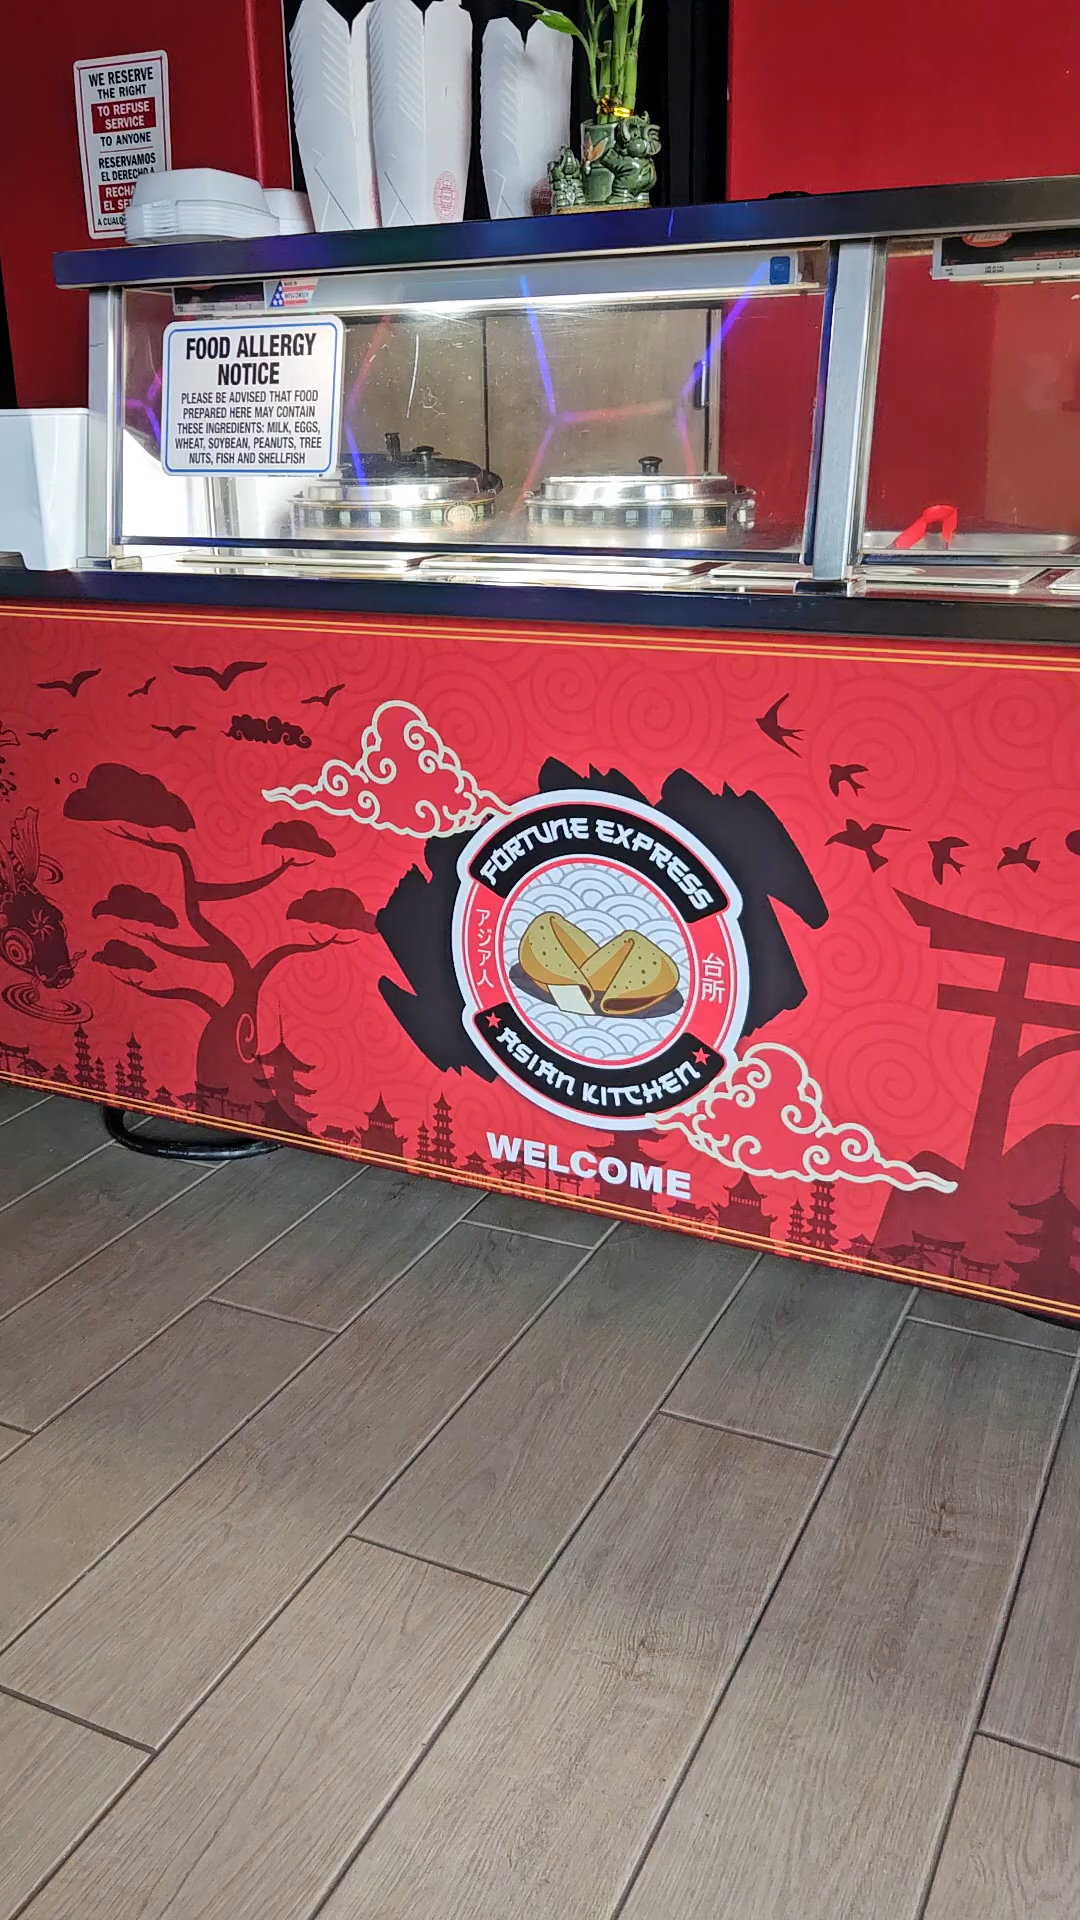 WE RESERVE
THE RIGHT
TO REFUSE
SERVICE
TO ANYONE
RESERVAMOS
EL DERECHO A
FOOD ALLERGY
NOTICE
PLEASE BE ADVISED THAT FOOD
PREPARED HERE MAY CONTAIN
THESE INGREDIENTS: MILK, EGGS,
WHEAT, SOYBEAN, PEANUTS, TREE
NUTS, FISH AND SHELLFISH
FORTUNE EXPRESS
アジア人
台所
ASIAN KITCHEN
WELCOME